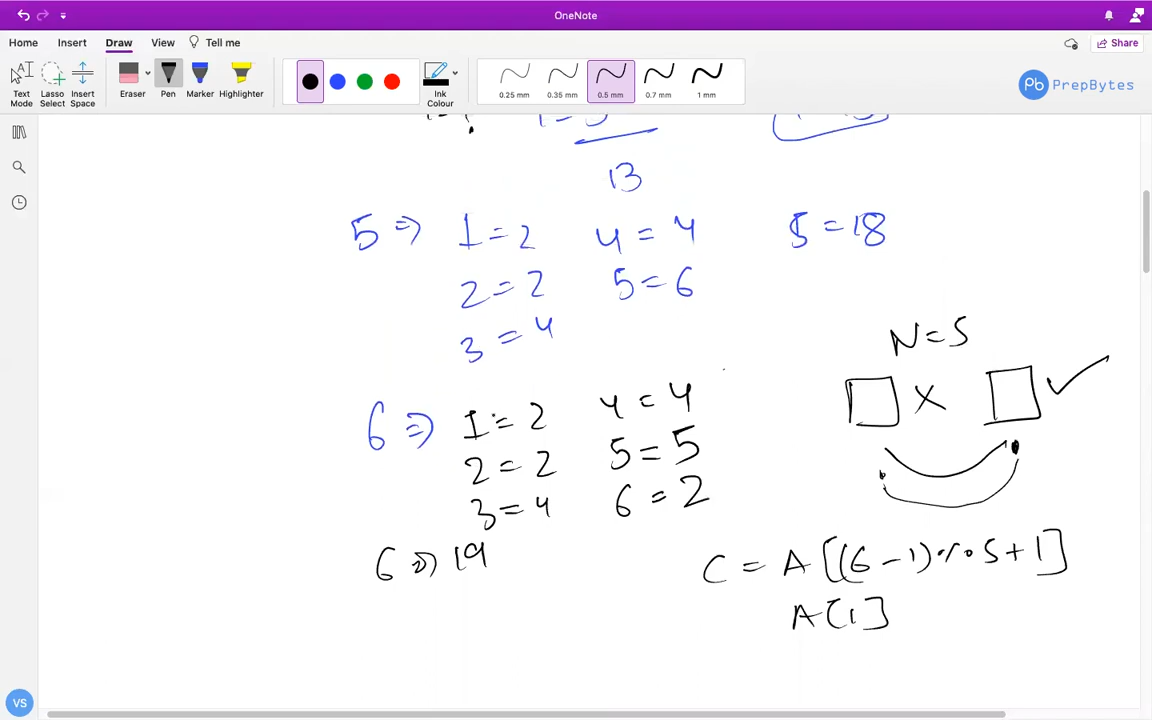 OneNote
Home Insert Draw View Tell me
Share
Text Mode
Lasso Select
Insert Space
Eraser
Pen
Marker
Highlighter
Ink Colour
0.25 mm
0.35 mm
0.5 mm
0.7 mm
1 mm
Pb PrepBytes
13
5 ⇒ 1 = 2 4 = 4 5 = 18
2 = 2 5 = 6
3 = 4
N = 5
6 ⇒ 1 = 2 4 = 4
2 = 2 5 = 5
3 = 4 6 = 2
6 ⇒ 19
C = A[(6-1)%5+1]
A[1]
VS